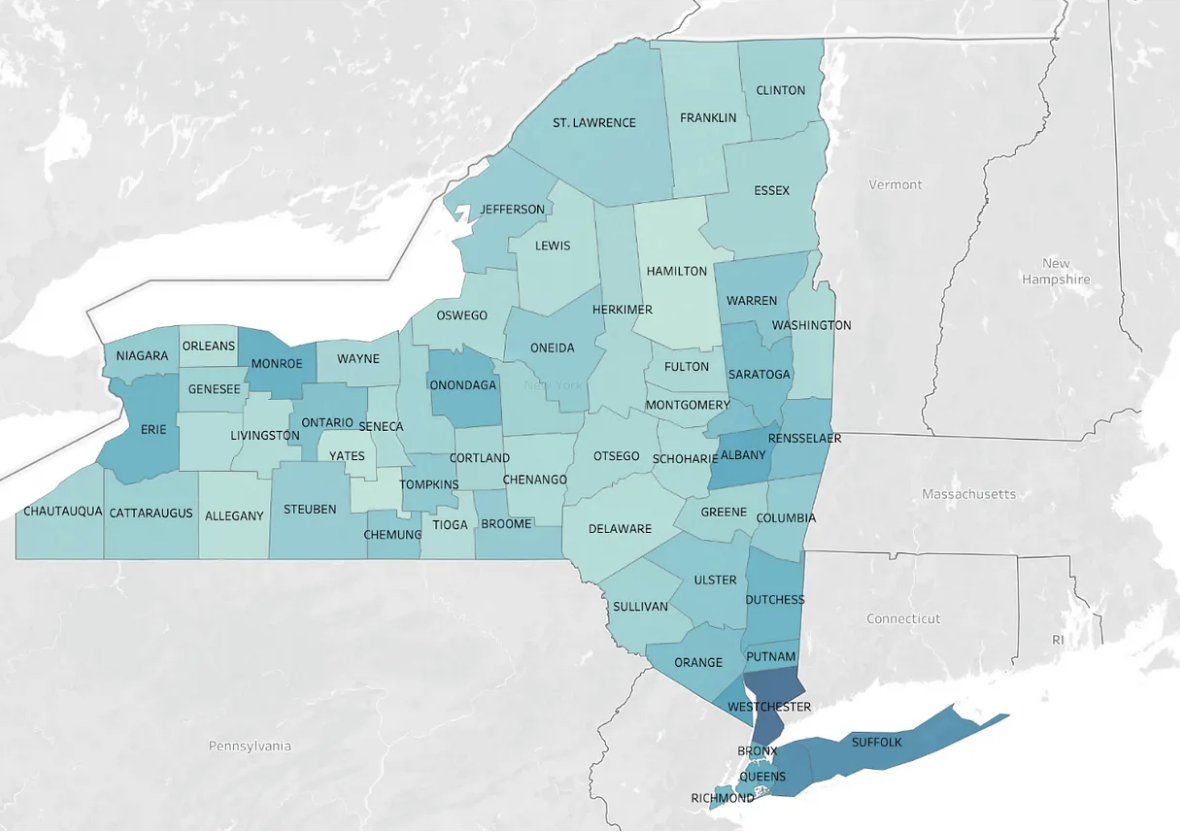 CLINTON
ST. LAWRENCE
FRANKLIN
Vermont
ESSEX
JEFFERSON
LEWIS
New
Hampshire
HAMILTON
WARREN
HERKIMER
OSWEGO
WASHINGTON
ORLEANS
ONEIDA
NIAGARA
WAYNE
MONROE
FULTON
SARATOGA
New York
ONONDAGA
GENESEE
MONTGOMERY
ONTARIO
SENECA
ERIE
LIVINGSTON
RENSSELAER
YATES
OTSEGO
CORTLAND
SCHOHARIE
ALBANY
CHENANGO
TOMPKINS
Massachusetts
CHAUTAUQUA
CATTARAUGUS
ALLEGANY
STEUBEN
GREENE
COLUMBIA
TIOGA
BROOME
DELAWARE
CHEMUNG
ULSTER
DUTCHESS
SULLIVAN
Connecticut
RI
PUTNAM
ORANGE
WESTCHESTER
Pennsylvania
SUFFOLK
BRONX
QUEENS
RICHMOND